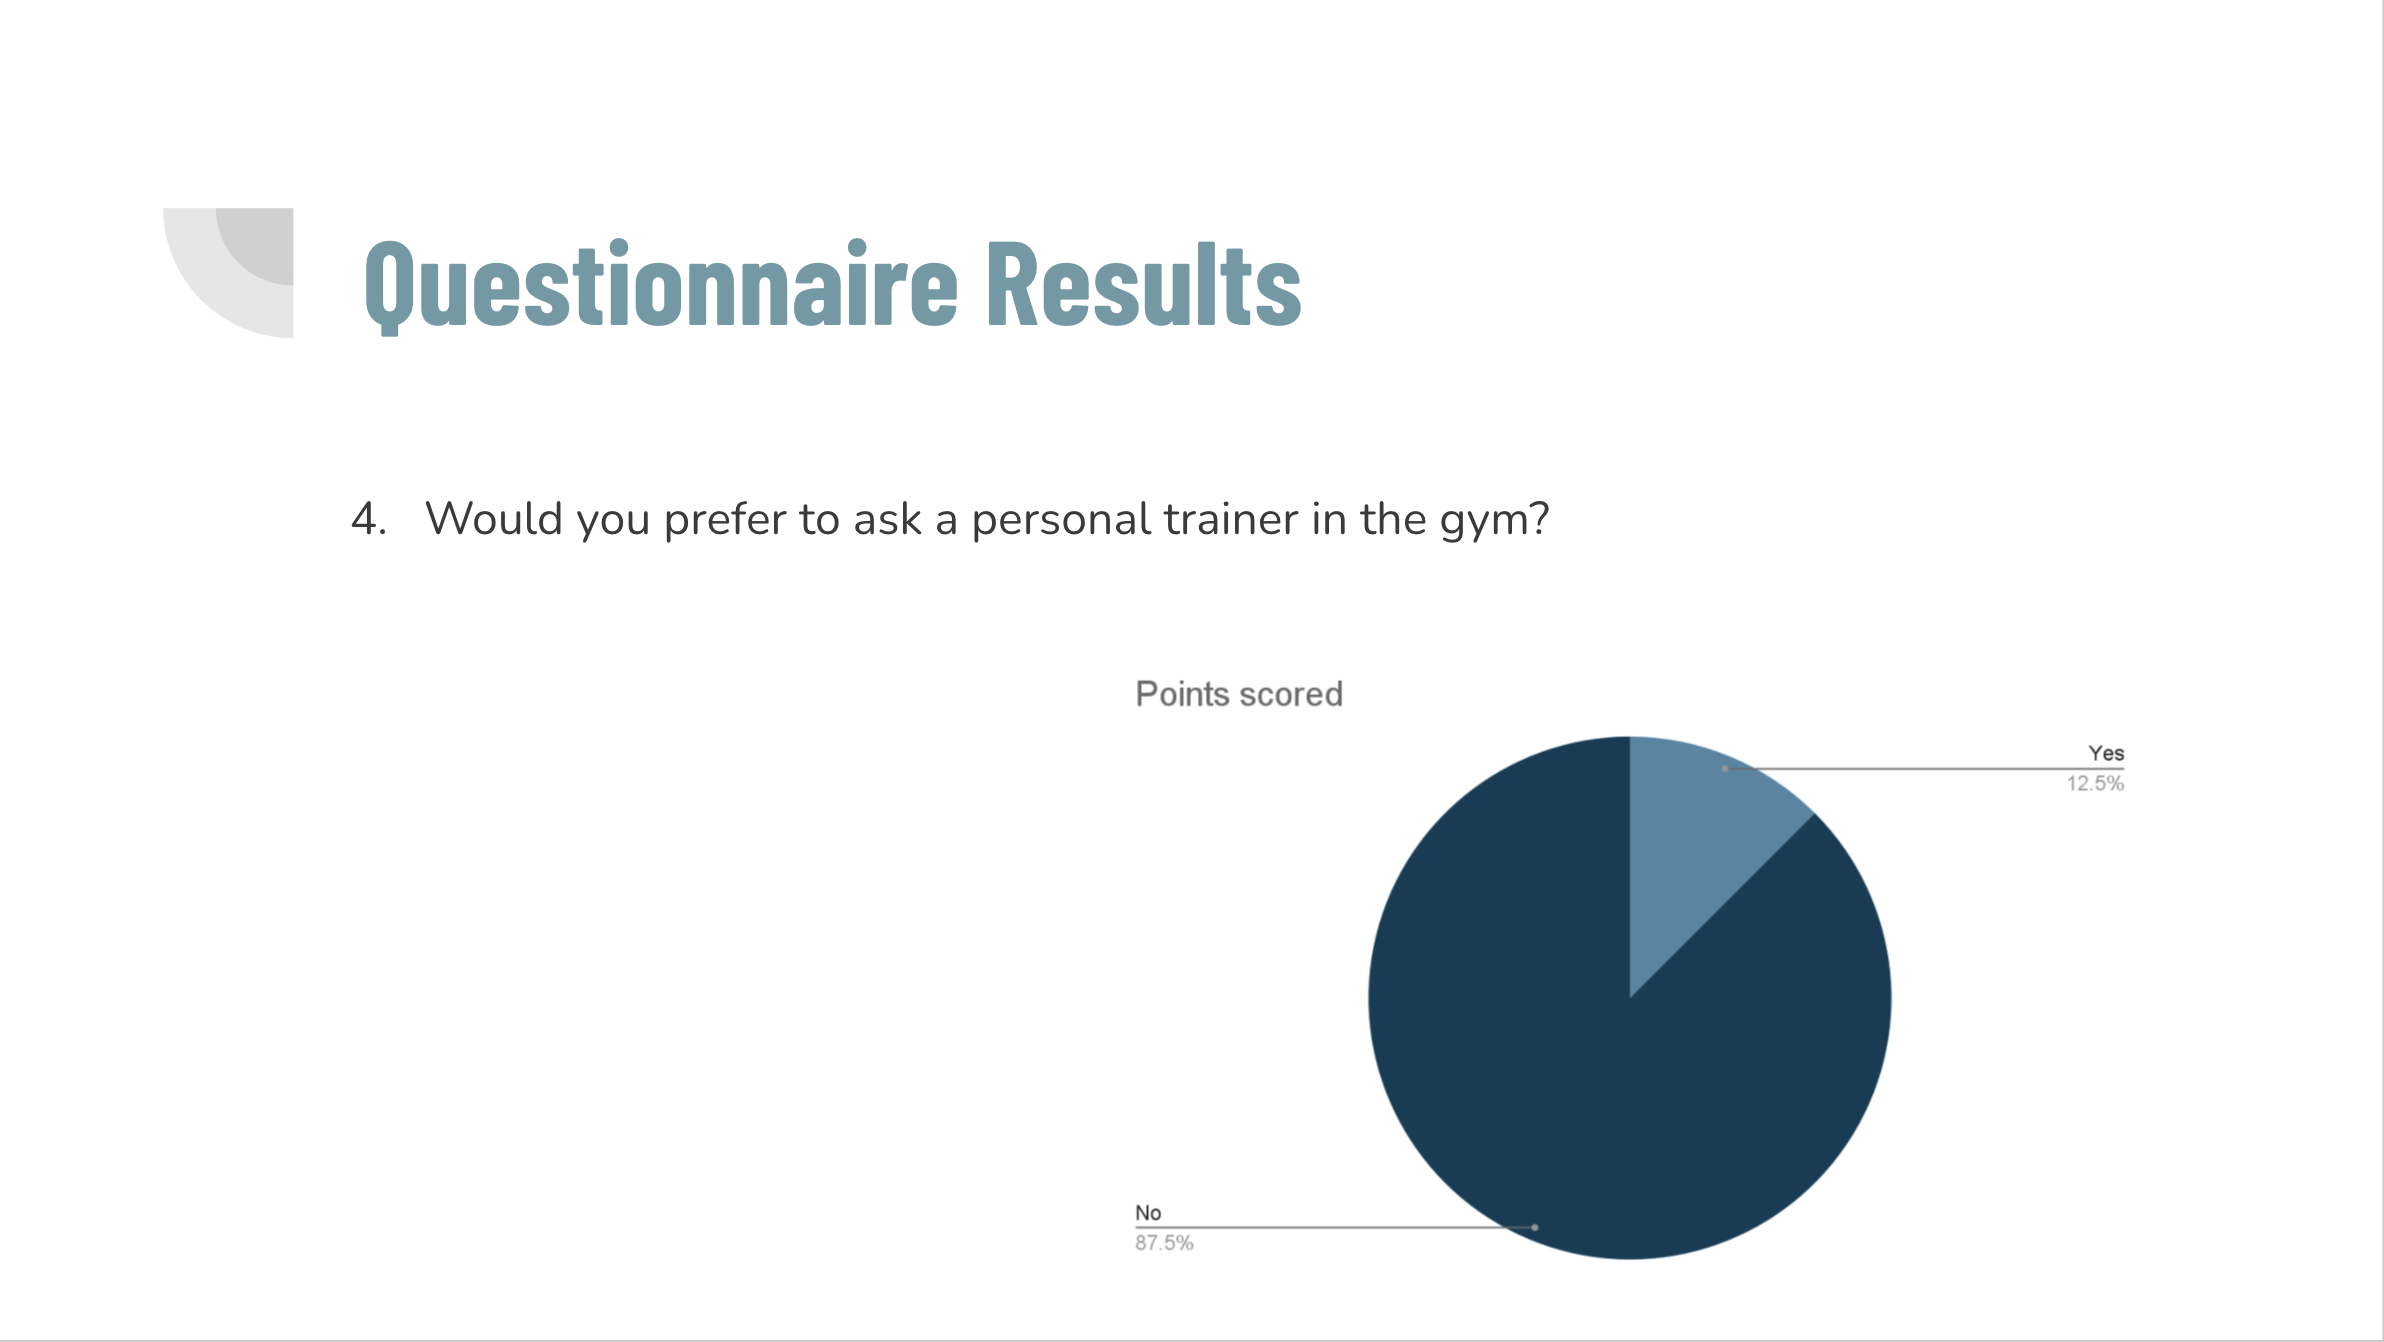 Questionnaire Results
4. Would you prefer to ask a personal trainer in the gym?
Points scored
Yes
12.5%
No
87.5%